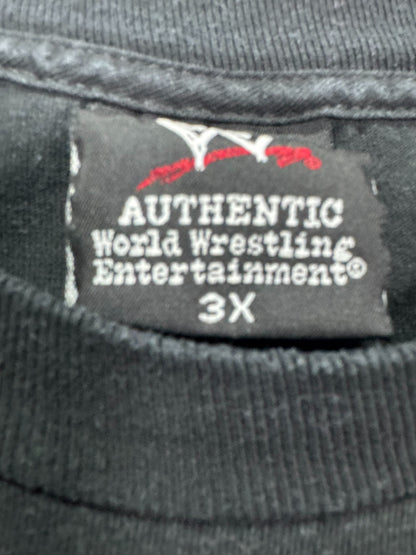 AUTHENTIC
World Wrestling
Entertainment®
3X